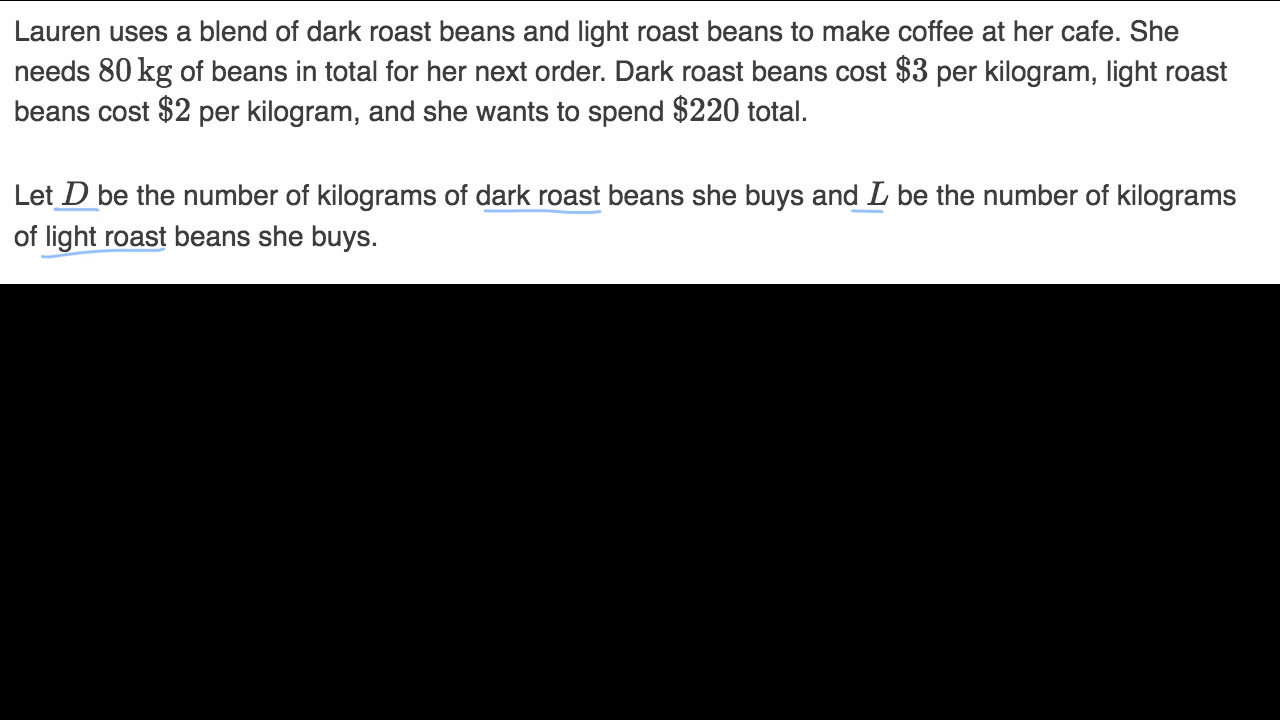 Lauren uses a blend of dark roast beans and light roast beans to make coffee at her cafe. She
needs 80 kg of beans in total for her next order. Dark roast beans cost $3 per kilogram, light roast
beans cost $2 per kilogram, and she wants to spend $220 total.
Let D be the number of kilograms of dark roast beans she buys and L be the number of kilograms
of light roast beans she buys.